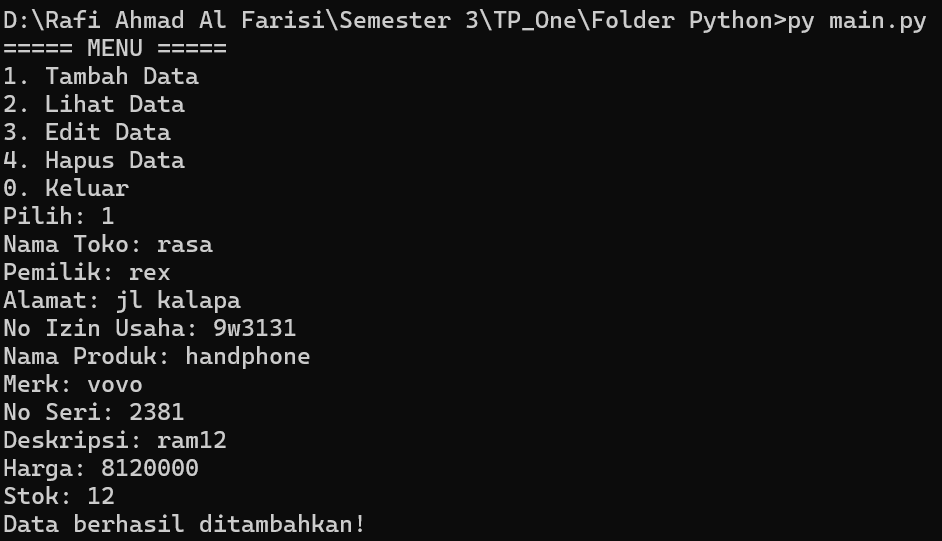 D:\Rafi Ahmad Al Farisi\Semester 3\TP_One\Folder Python>py main.py
===== MENU =====
1. Tambah Data
2. Lihat Data
3. Edit Data
4. Hapus Data
0. Keluar
Pilih: 1
Nama Toko: rasa
Pemilik: rex
Alamat: jl kalapa
No Izin Usaha: 9w3131
Nama Produk: handphone
Merk: vovo
No Seri: 2381
Deskripsi: ram12
Harga: 8120000
Stok: 12
Data berhasil ditambahkan!